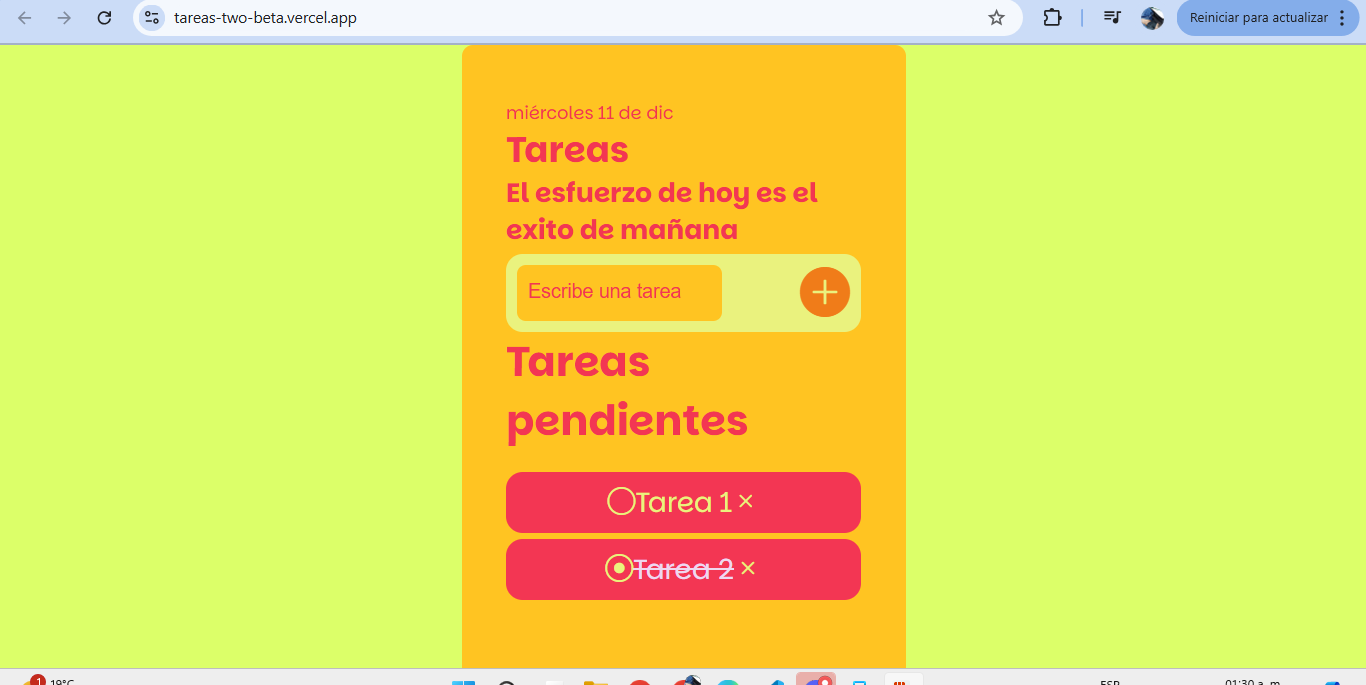 tareas-two-beta.vercel.app
Reiniciar para actualizar
miércoles 11 de dic
Tareas
El esfuerzo de hoy es el
exito de mañana
Escribe una tarea
Tareas
pendientes
Tarea 1 ×
Tarea 2 ×
1
19°C
ESP
01:30 a. m.